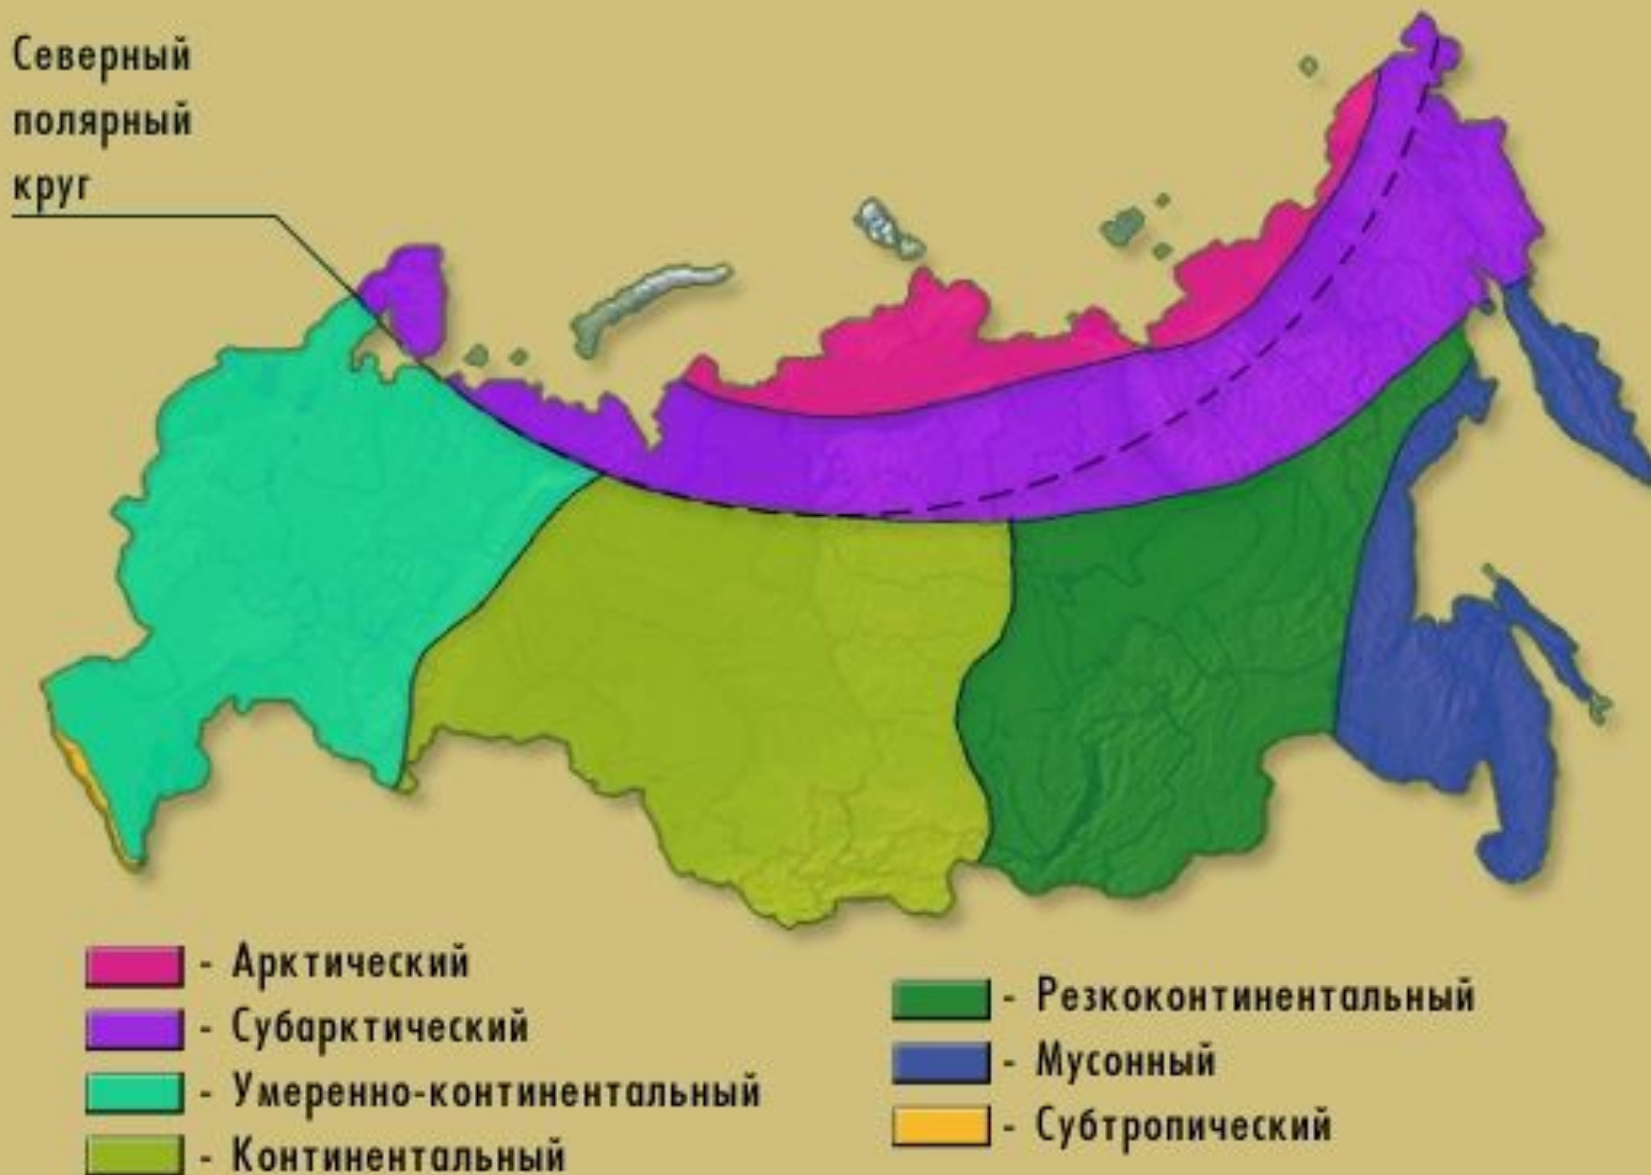 Северный
полярный
круг
- Арктический
- Субарктический
- Умеренно-континентальный
- Континентальный
- Резкоконтинентальный
- Мусонный
- Субтропический